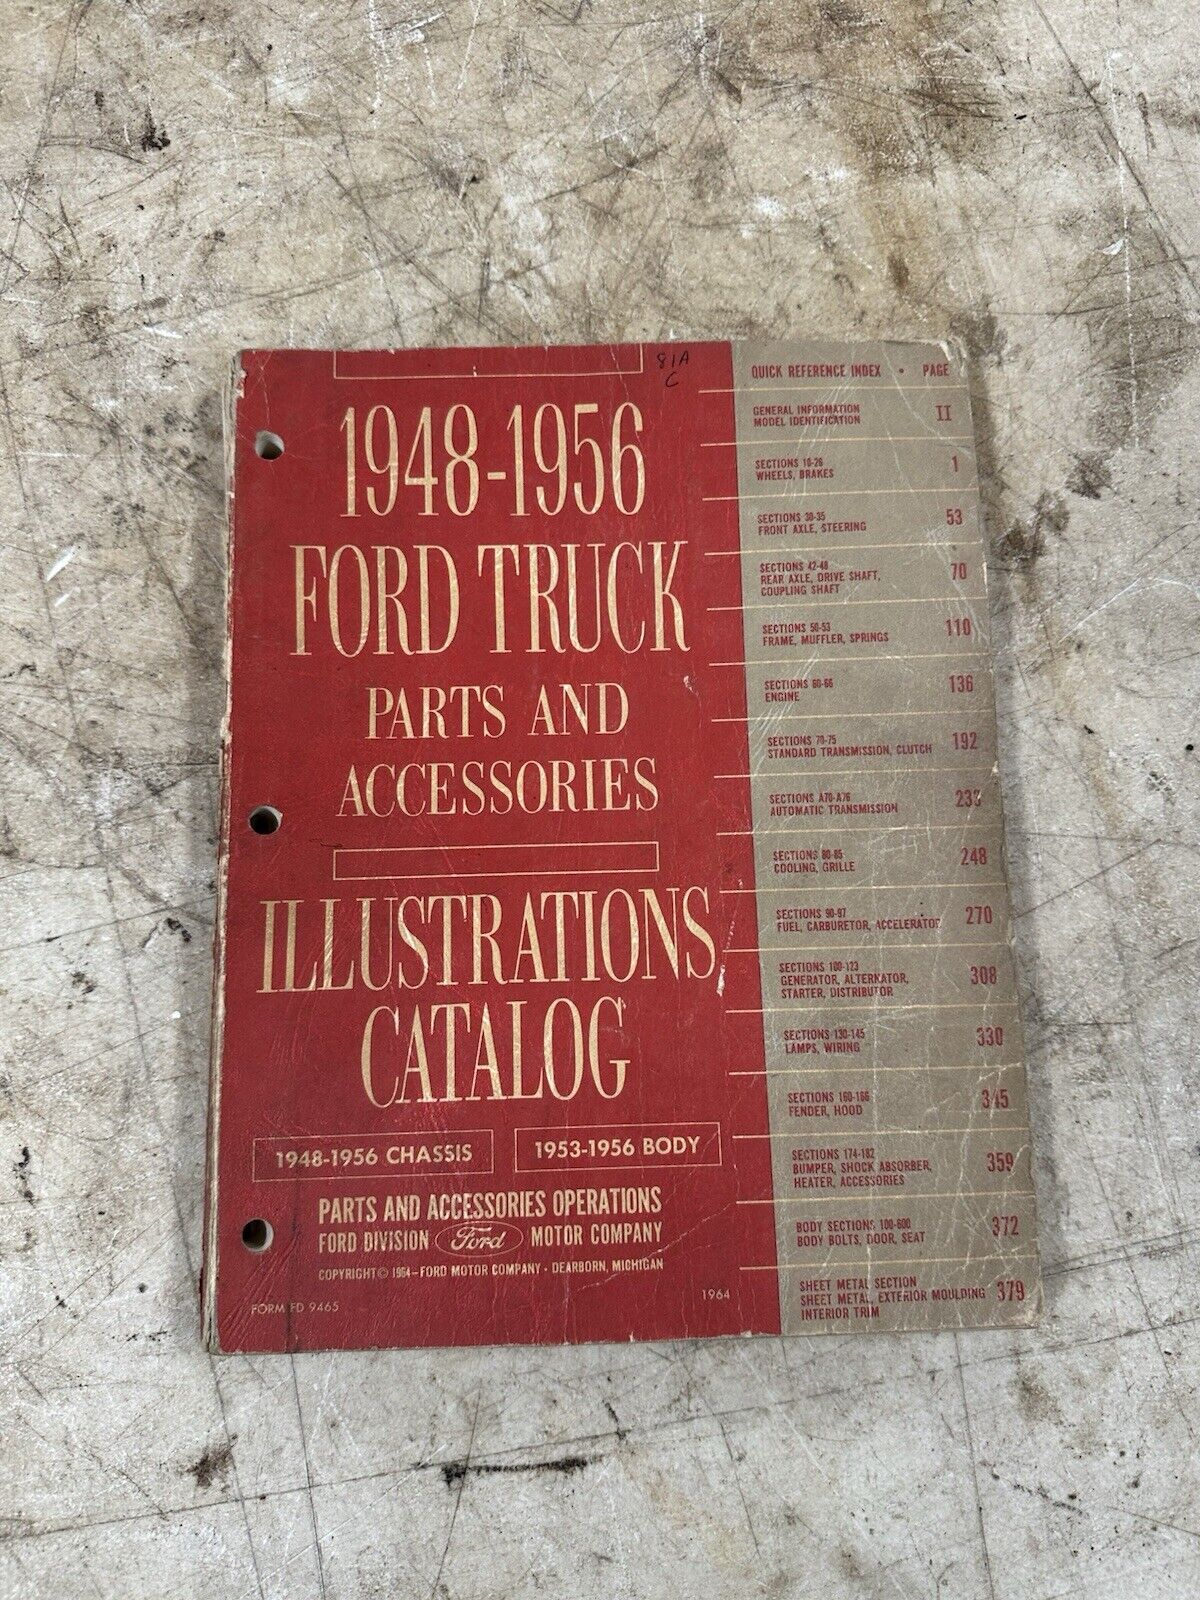 81A
C
1948-1956
FORD TRUCK
PARTS AND
ACCESSORIES
ILLUSTRATIONS
CATALOG
1948-1956 CHASSIS
1953-1956 BODY
PARTS AND ACCESSORIES OPERATIONS
FORD DIVISION Ford MOTOR COMPANY
COPYRIGHT © 1964—FORD MOTOR COMPANY • DEARBORN, MICHIGAN
FORM FD 9465
1964
QUICK REFERENCE INDEX • PAGE
GENERAL INFORMATION
MODEL IDENTIFICATION II
SECTIONS 10-26
WHEELS, BRAKES 1
SECTIONS 30-35
FRONT AXLE, STEERING 53
SECTIONS 42-48
REAR AXLE, DRIVE SHAFT, 70
COUPLING SHAFT
SECTIONS 50-53
FRAME, MUFFLER, SPRINGS 110
SECTIONS 60-66
ENGINE 136
SECTIONS 70-75
STANDARD TRANSMISSION, CLUTCH 192
SECTIONS A70-A76
AUTOMATIC TRANSMISSION
SECTIONS 80-85
COOLING, GRILLE 248
SECTIONS 90-97
FUEL, CARBURETOR, ACCELERATOR 270
SECTIONS 100-123
GENERATOR, ALTERNATOR, 308
STARTER, DISTRIBUTOR
SECTIONS 130-145
LAMPS, WIRING 330
SECTIONS 160-166
FENDER, HOOD 345
SECTIONS 174-182
BUMPER, SHOCK ABSORBER, 359
HEATER, ACCESSORIES
BODY SECTIONS 100-600
BODY BOLTS, DOOR, SEAT 372
SHEET METAL SECTION
SHEET METAL, EXTERIOR MOULDING 379
INTERIOR TRIM